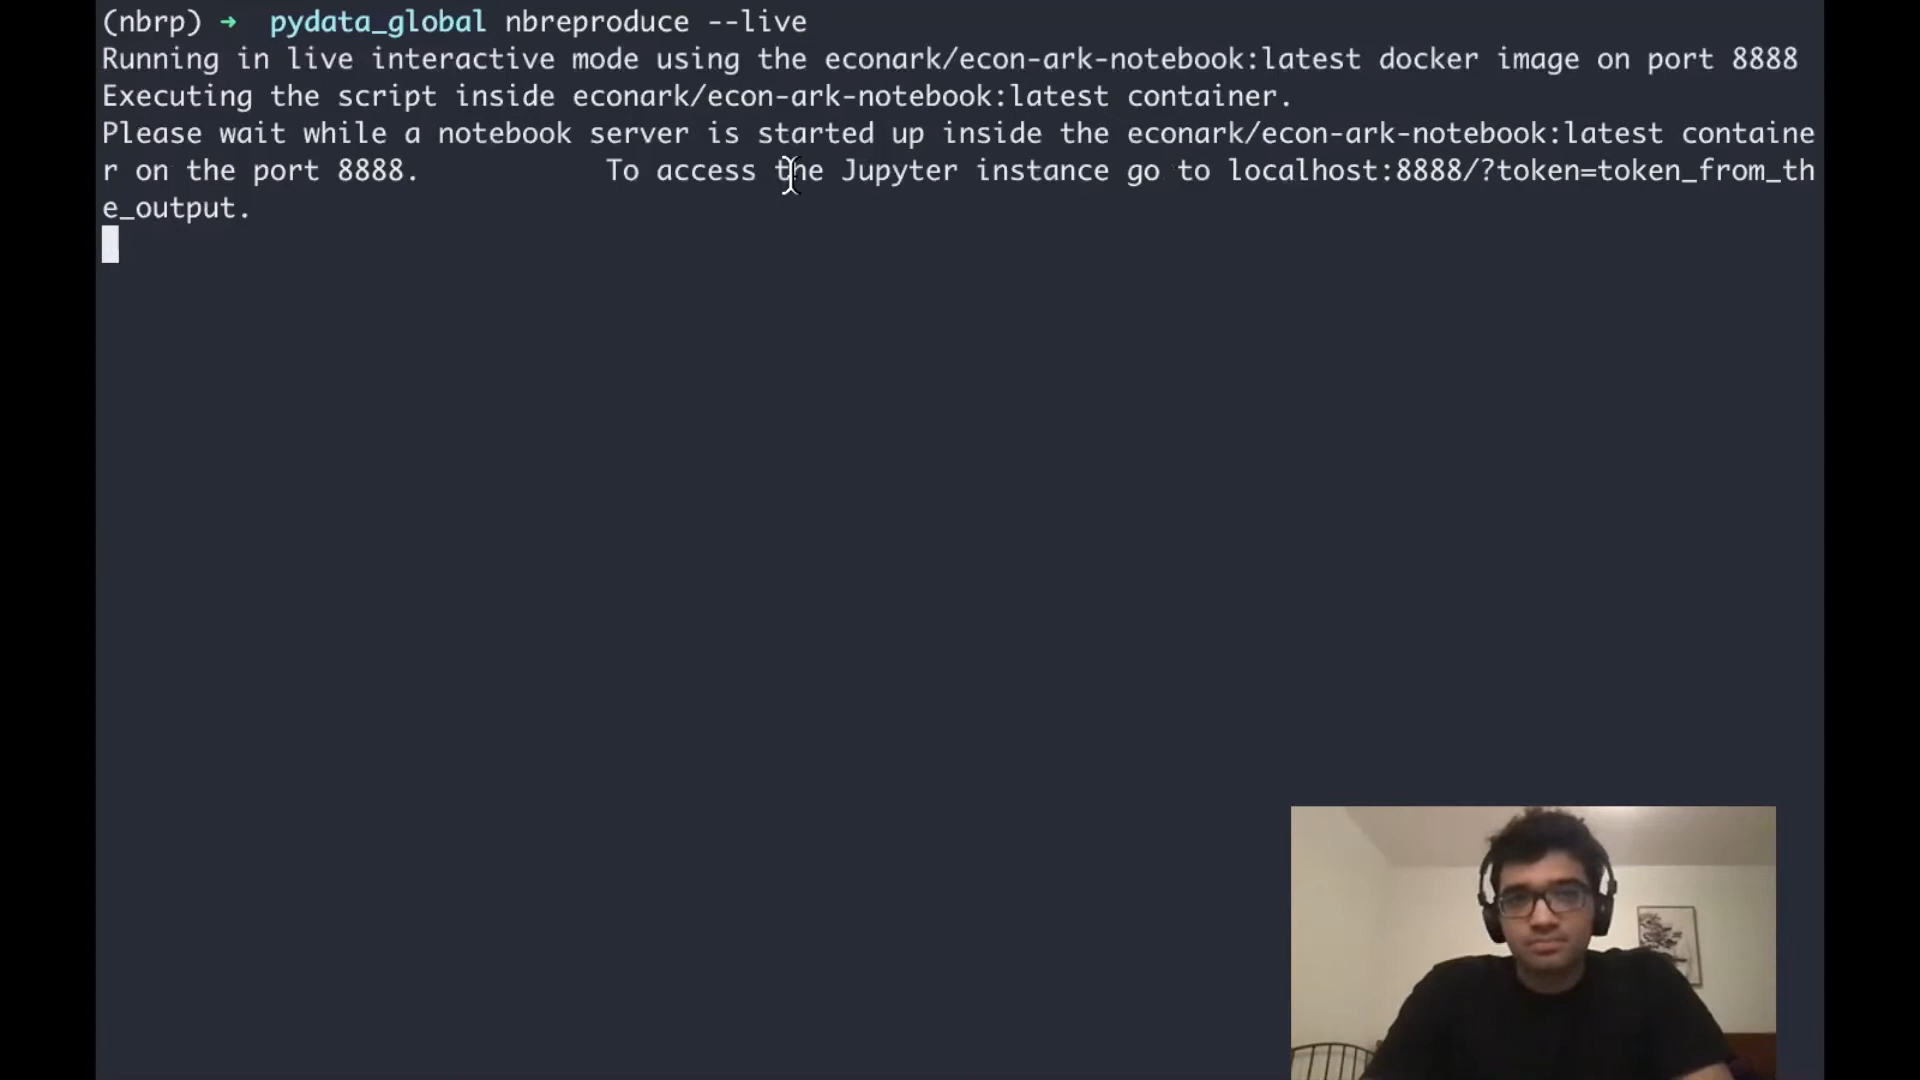 (nbrp) ➜  pydata_global nbreproduce --live
Running in live interactive mode using the econark/econ-ark-notebook:latest docker image on port 8888
Executing the script inside econark/econ-ark-notebook:latest container.
Please wait while a notebook server is started up inside the econark/econ-ark-notebook:latest containe
r on the port 8888.           To access the Jupyter instance go to localhost:8888/?token=token_from_th
e_output.